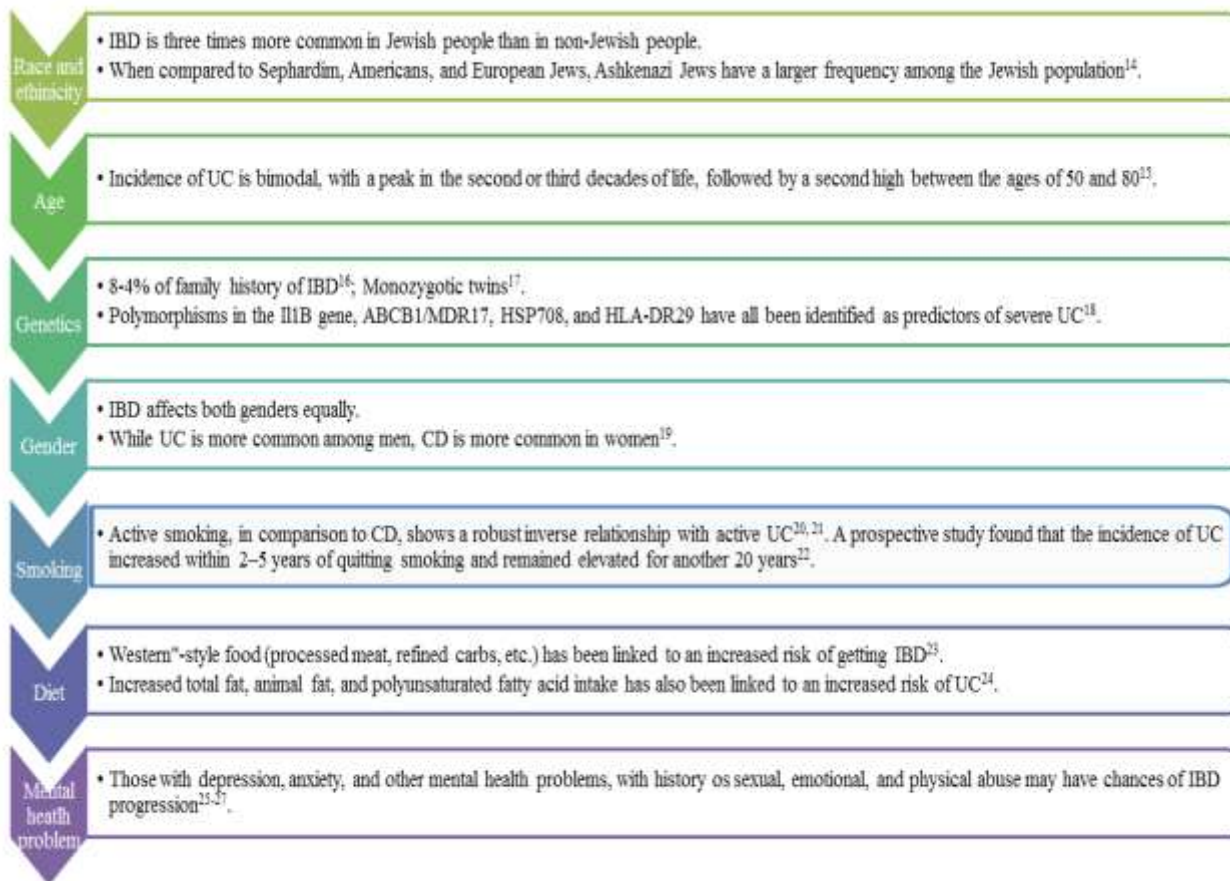 Race and
ethinicity
• IBD is three times more common in Jewish people than in non-Jewish people.
• When compared to Sephardim, Americans, and European Jews, Ashkenazi Jews have a larger frequency among the Jewish population14.
Age
• Incidence of UC is bimodal, with a peak in the second or third decades of life, followed by a second high between the ages of 50 and 8015.
Genetics
• 8-4% of family history of IBD16; Monozygotic twins17.
• Polymorphisms in the Il1B gene, ABCB1/MDR17, HSP708, and HLA-DR29 have all been identified as predictors of severe UC18.
Gender
• IBD affects both genders equally.
• While UC is more common among men, CD is more common in women19.
Smoking
• Active smoking, in comparison to CD, shows a robust inverse relationship with active UC20, 21. A prospective study found that the incidence of UC
increased within 2–5 years of quitting smoking and remained elevated for another 20 years22.
Diet
• Western"-style food (processed meat, refined carbs, etc.) has been linked to an increased risk of getting IBD23.
• Increased total fat, animal fat, and polyunsaturated fatty acid intake has also been linked to an increased risk of UC24.
Mental
heatlh
problem
• Those with depression, anxiety, and other mental health problems, with history os sexual, emotional, and physical abuse may have chances of IBD
progression25-27.